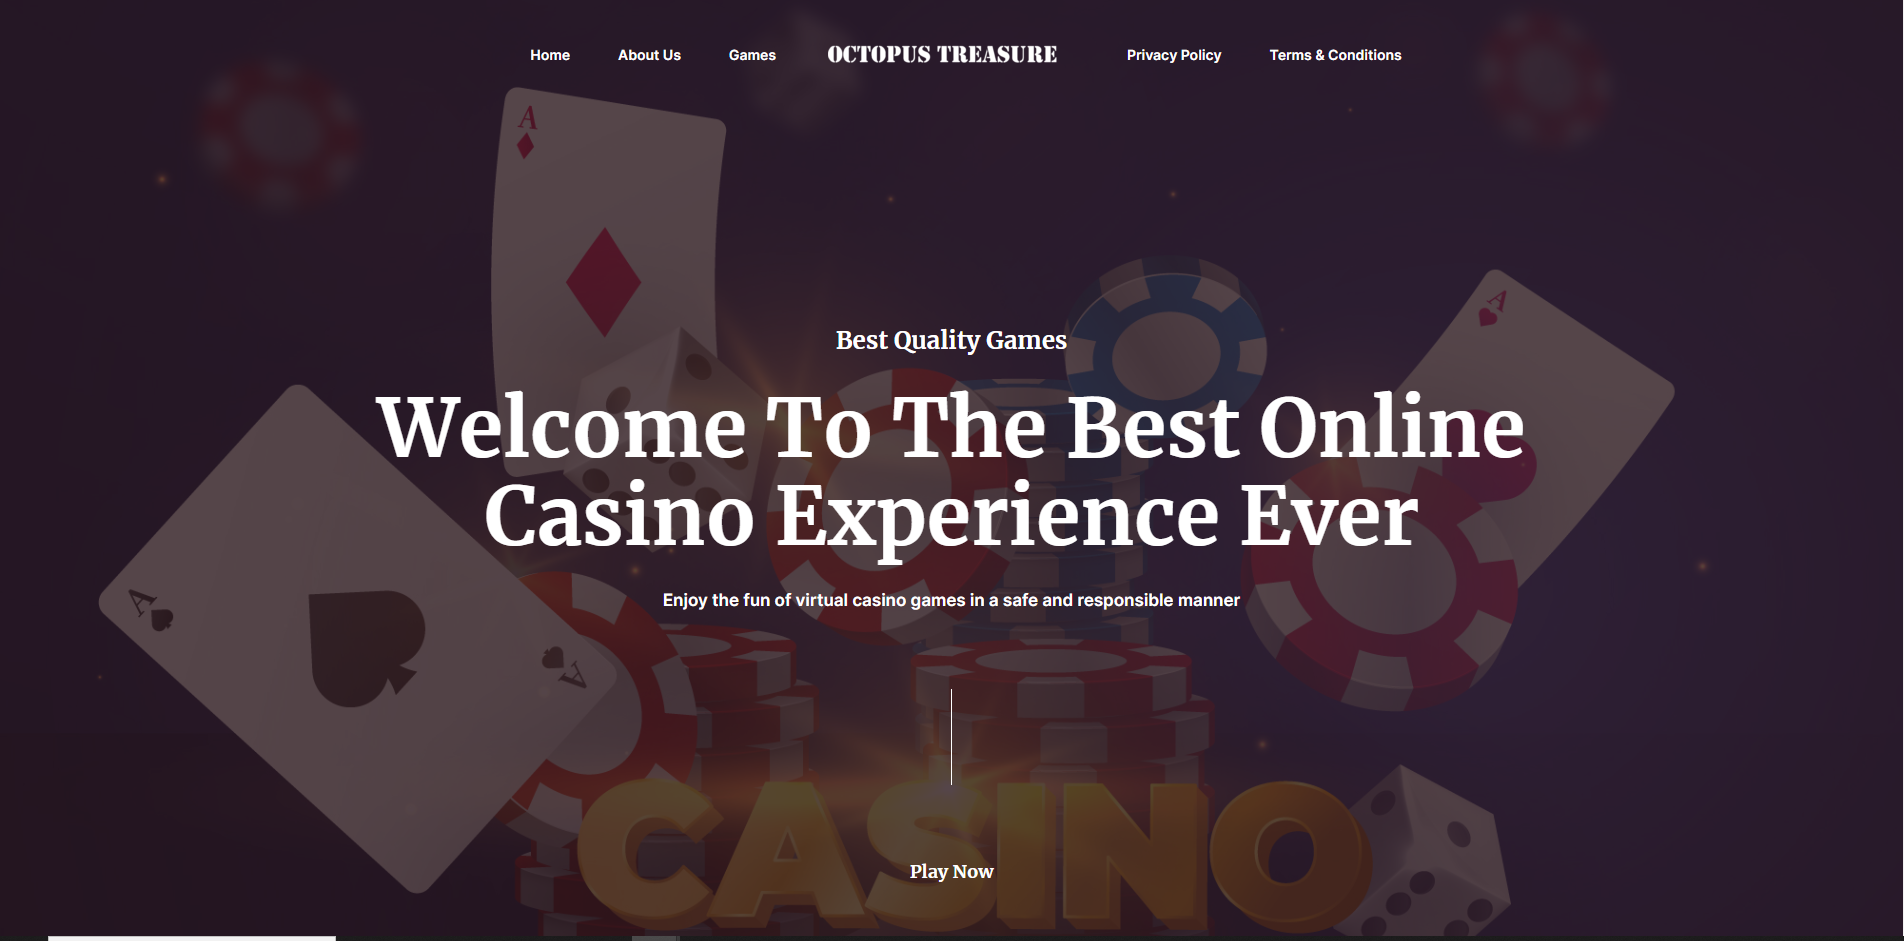 Home About Us Games OCTOPUS TREASURE Privacy Policy Terms & Conditions
A
A
Best Quality Games
Welcome To The Best Online
Casino Experience Ever
Enjoy the fun of virtual casino games in a safe and responsible manner
A
A
CASINO
Play Now